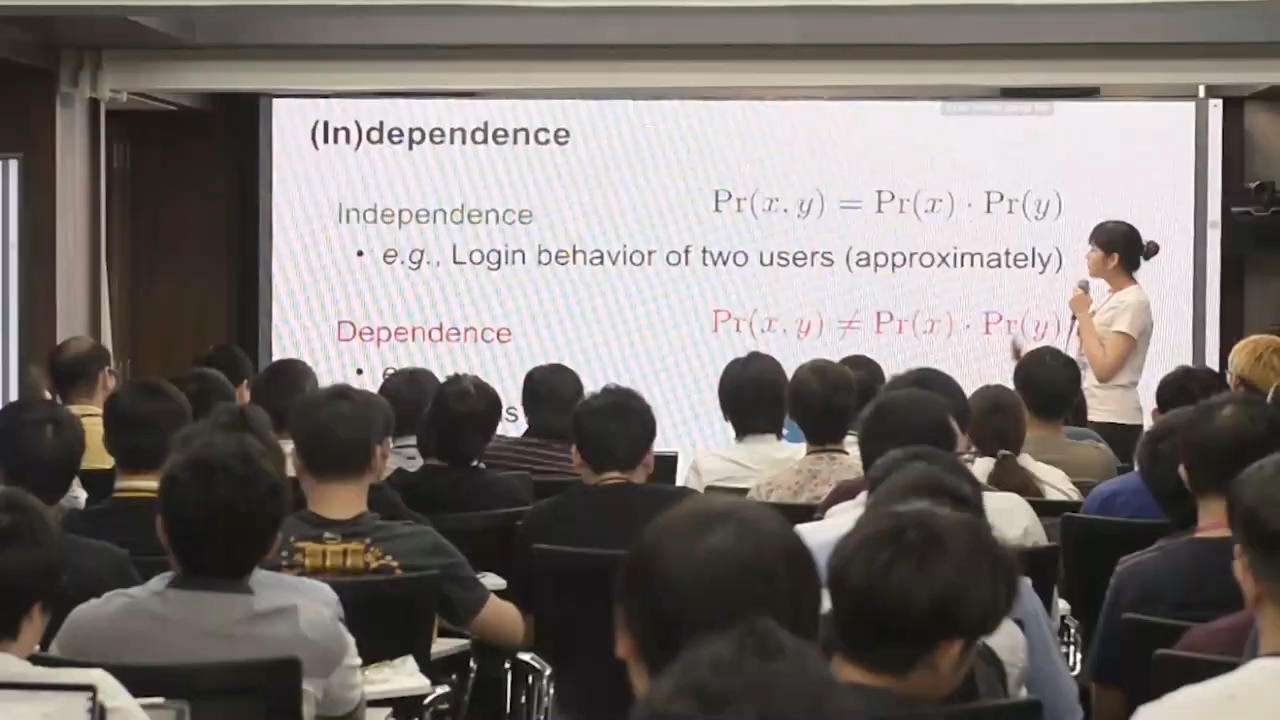 (In)dependence
Independence
Pr(x, y) = Pr(x) · Pr(y)
• e.g., Login behavior of two users (approximately)
Dependence
Pr(x, y) ≠ Pr(x) · Pr(y)